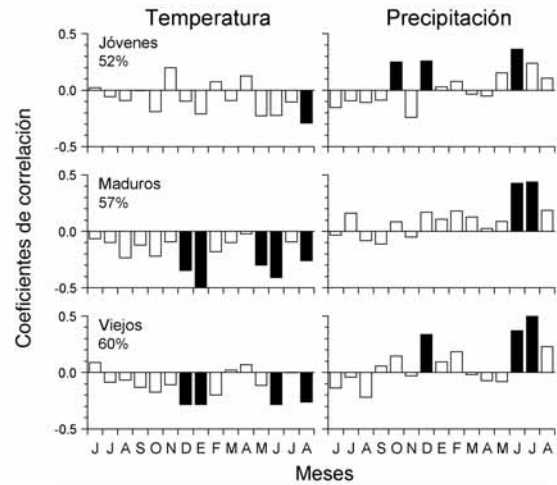 Temperatura Precipitación
Coeficientes de correlación
0.5
0.0
-0.5
Jóvenes
52%
0.5
0.0
-0.5
Maduros
57%
0.5
0.0
-0.5
Viejos
60%
J J A S O N D E F M A M J J A J J A S O N D E F M A M J J A
Meses